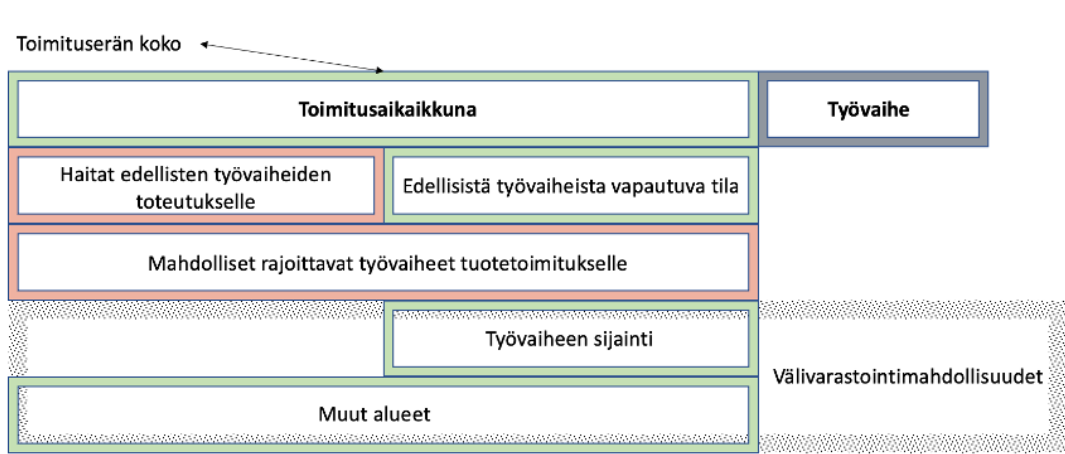 Toimituserän koko
Toimitusaikaikkuna
Työvaihe
Haitat edellisten työvaiheiden
toteutukselle
Edellisistä työvaiheista vapautuva tila
Mahdolliset rajoittavat työvaiheet tuotetoimitukselle
Työvaiheen sijainti
Välivarastointimahdollisuudet
Muut alueet